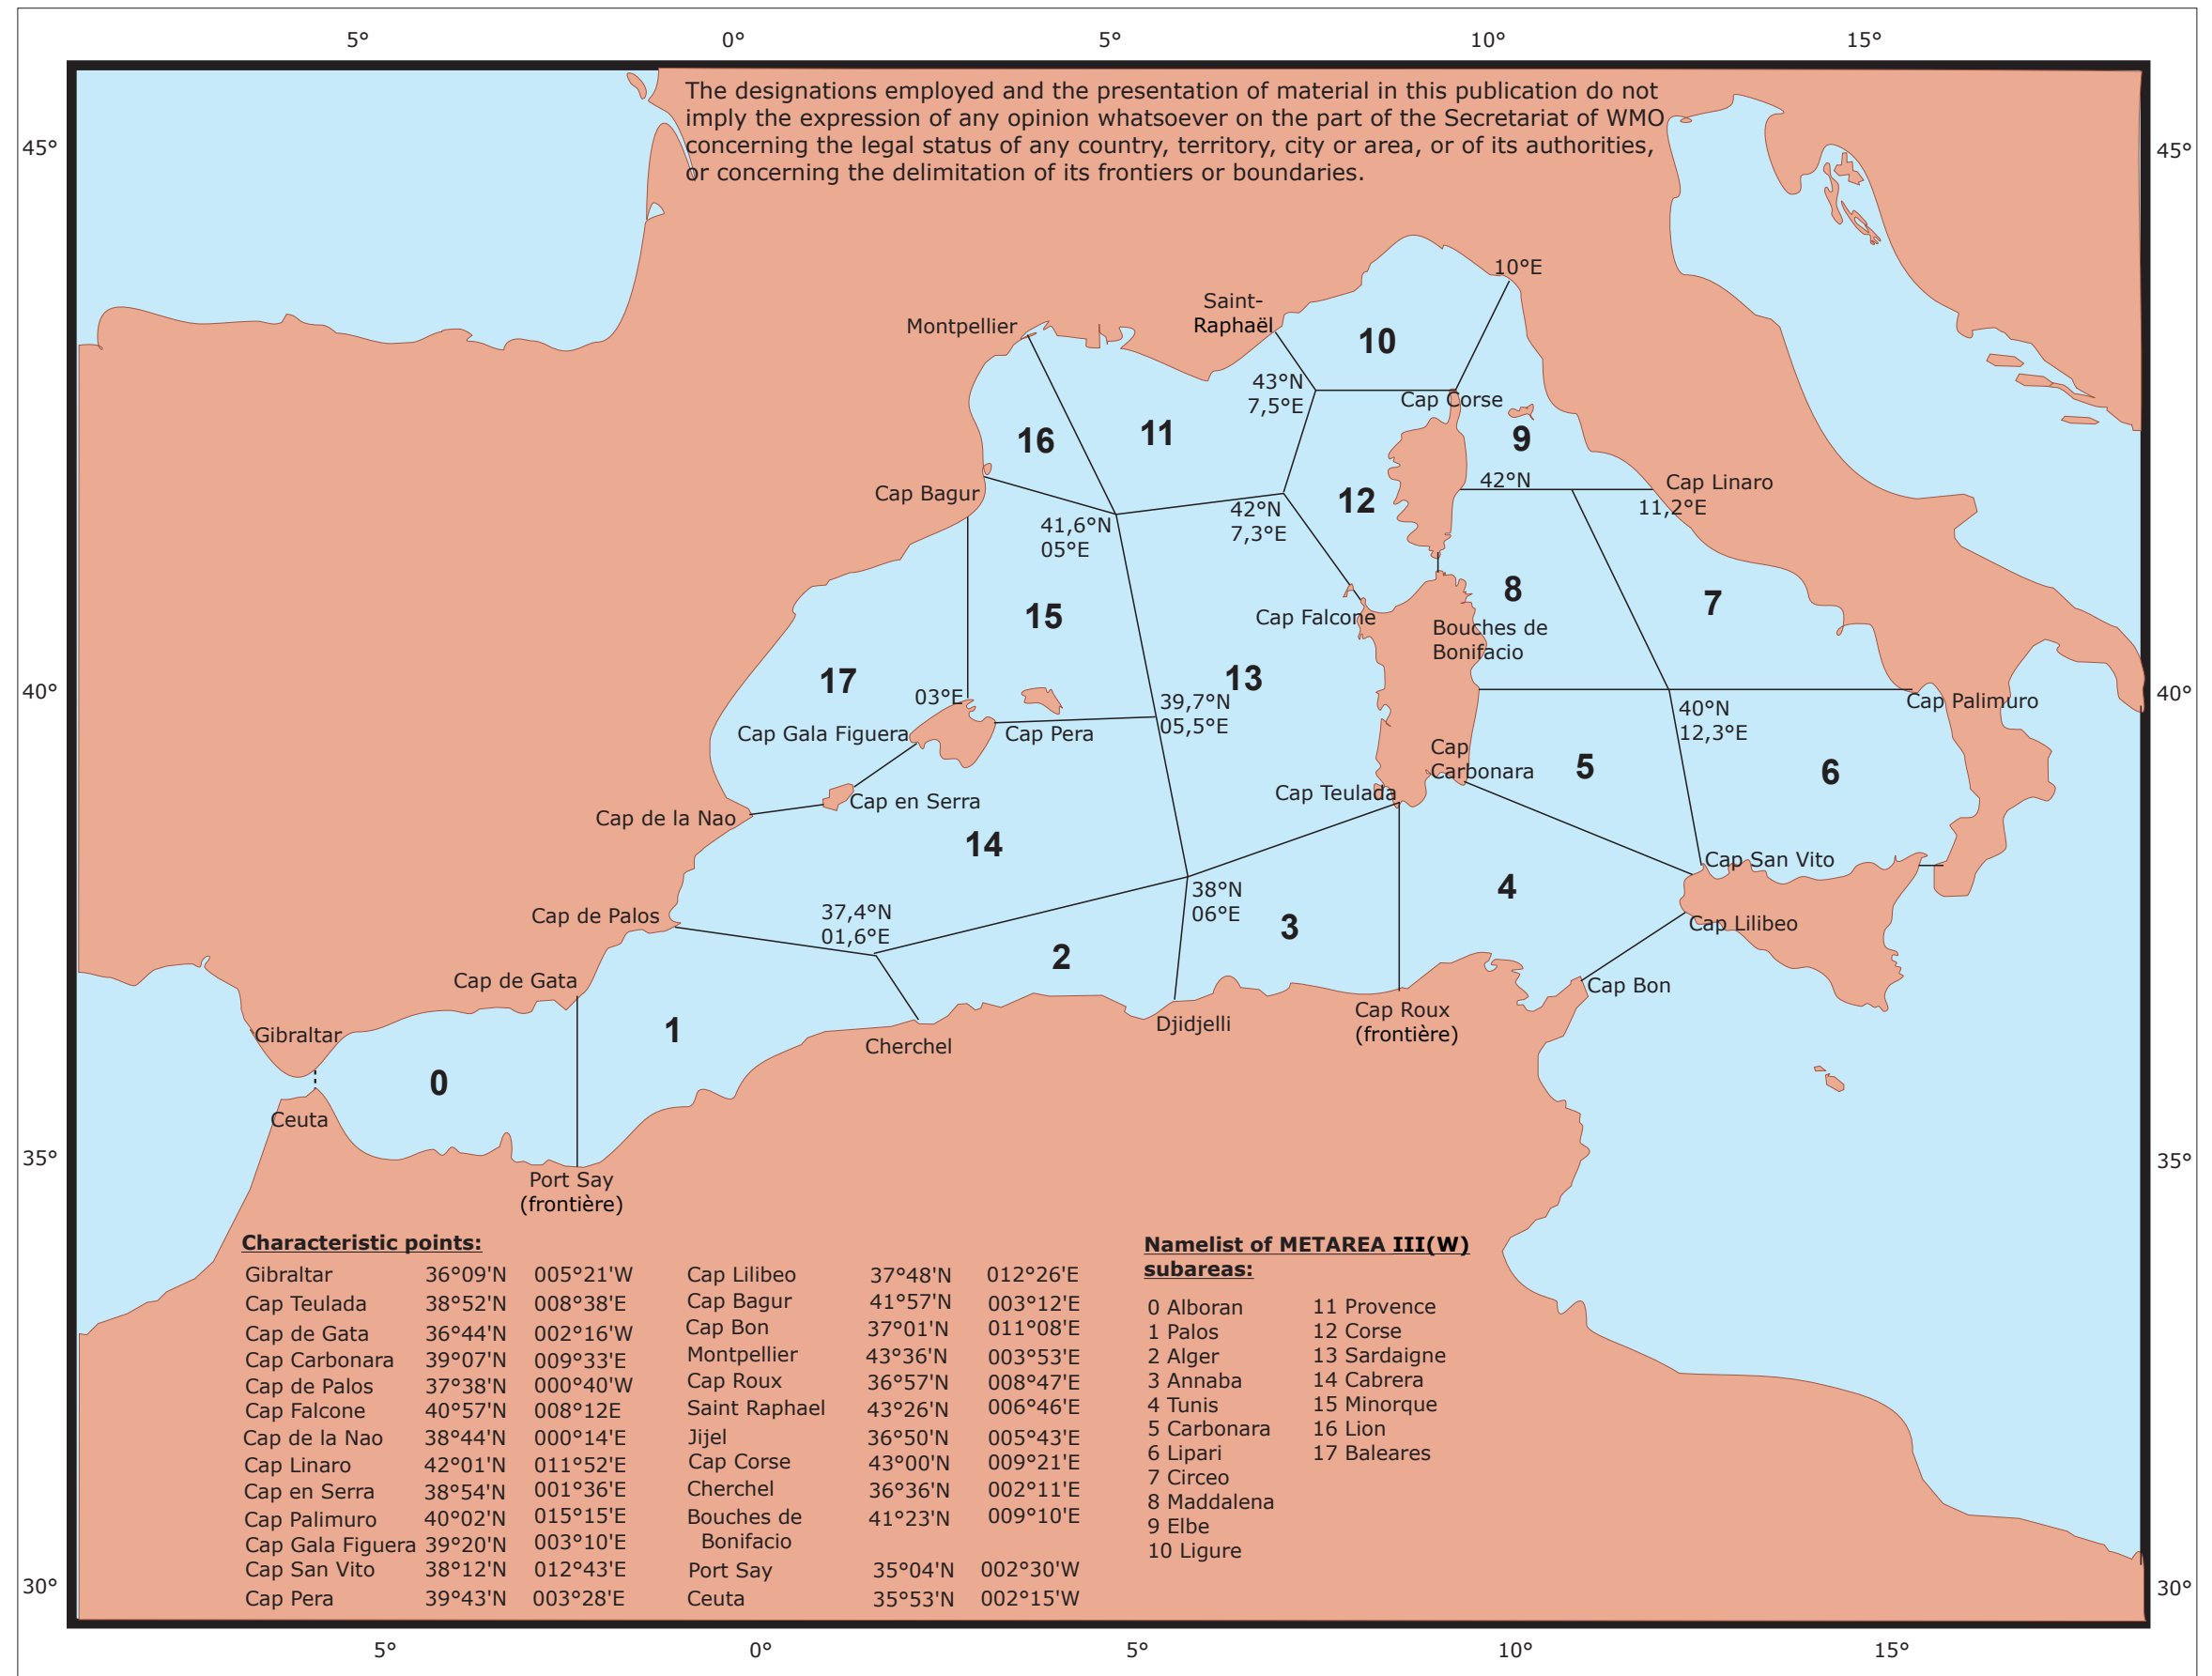 5° 0° 5° 10° 15°
The designations employed and the presentation of material in this publication do not
imply the expression of any opinion whatsoever on the part of the Secretariat of WMO
concerning the legal status of any country, territory, city or area, or of its authorities,
or concerning the delimitation of its frontiers or boundaries.
45° 45°
10°E
Saint-
Raphaël
Montpellier
10
43°N
7,5°E
Cap Corse
16
11
9
12
42°N
Cap Linaro
11,2°E
Cap Bagur
41,6°N
05°E
42°N
7,3°E
8
7
15
Cap Falcone
Bouches de
Bonifacio
17
13
40° 40°
03°E
39,7°N
05,5°E
Cap Palimuro
40°N
12,3°E
Cap Gala Figuera
Cap Pera
Cap
Carbonara
5
6
Cap Teulada
Cap en Serra
Cap de la Nao
14
Cap San Vito
4
38°N
06°E
Cap de Palos
37,4°N
01,6°E
3
Cap Lilibeo
2
Cap de Gata
Cap Bon
Cap Roux
(frontière)
Djidjelli
Gibraltar
1
Cherchel
0
Ceuta
35° 35°
Port Say
(frontière)
Characteristic points:
Gibraltar 36°09'N 005°21'W
Cap Teulada 38°52'N 008°38'E
Cap de Gata 36°44'N 002°16'W
Cap Carbonara 39°07'N 009°33'E
Cap de Palos 37°38'N 000°40'W
Cap Falcone 40°57'N 008°12E
Cap de la Nao 38°44'N 000°14'E
Cap Linaro 42°01'N 011°52'E
Cap en Serra 38°54'N 001°36'E
Cap Palimuro 40°02'N 015°15'E
Cap Gala Figuera 39°20'N 003°10'E
Cap San Vito 38°12'N 012°43'E
Cap Pera 39°43'N 003°28'E
Cap Lilibeo 37°48'N 012°26'E
Cap Bagur 41°57'N 003°12'E
Cap Bon 37°01'N 011°08'E
Montpellier 43°36'N 003°53'E
Cap Roux 36°57'N 008°47'E
Saint Raphael 43°26'N 006°46'E
Jijel 36°50'N 005°43'E
Cap Corse 43°00'N 009°21'E
Cherchel 36°36'N 002°11'E
Bouches de 41°23'N 009°10'E
Bonifacio
Port Say 35°04'N 002°30'W
Ceuta 35°53'N 002°15'W
Namelist of METAREA III(W)
subareas:
0 Alboran
1 Palos
2 Alger
3 Annaba
4 Tunis
5 Carbonara
6 Lipari
7 Circeo
8 Maddalena
9 Elbe
10 Ligure
11 Provence
12 Corse
13 Sardaigne
14 Cabrera
15 Minorque
16 Lion
17 Baleares
30° 30°
5° 0° 5° 10° 15°